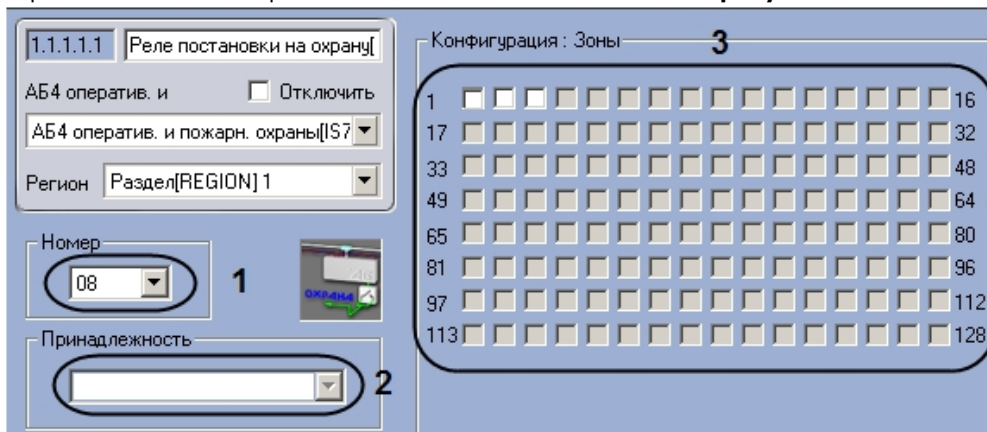 1.1.1.1.1 Реле постановки на охрану[
АБ4 оператив. и Отключить
АБ4 оператив. и пожарн. охраны[IS7
Регион Раздел[REGION] 1
Номер
08
1
ОХРАНА
Принадлежность
2
Конфигурация : Зоны
3
1 16
17 32
33 48
49 64
65 80
81 96
97 112
113 128